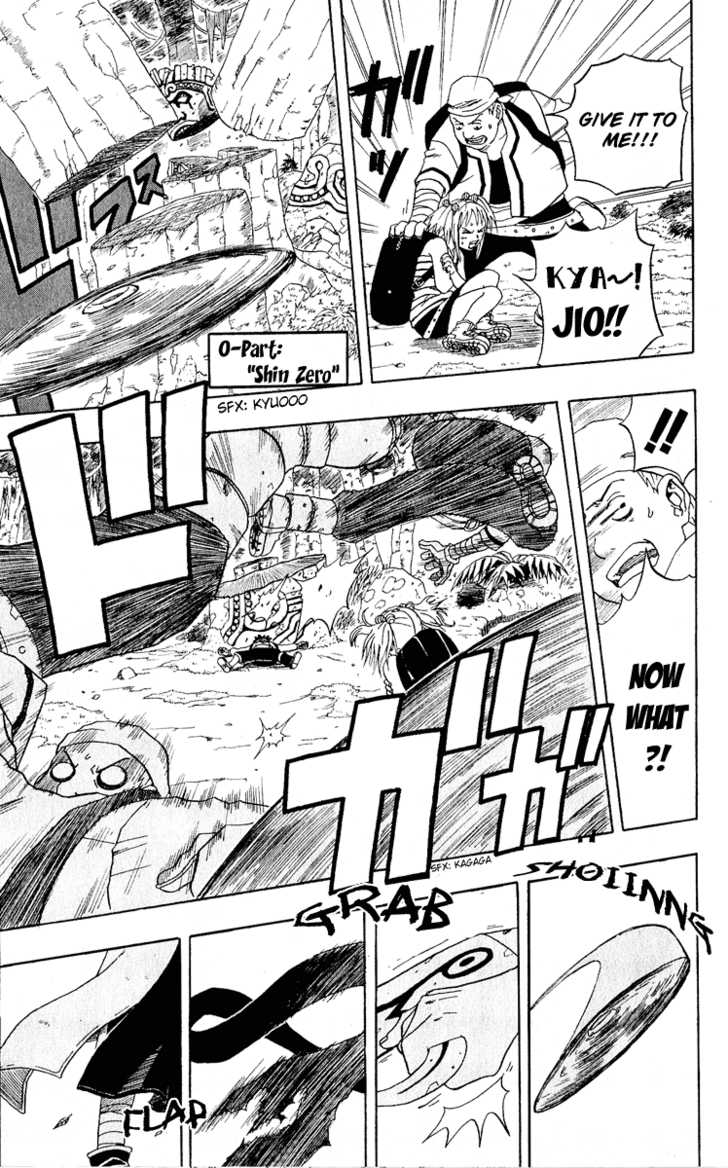 GIVE IT TO
ME!!!
KYA~!
JIO!!
O-Part:
"Shin Zero"
SFX: KYUOOO
!!
NOW
WHAT
?!
ド
ガガガ
SFX: KAGAGA
SHOIINNG
GRAB
FLAP